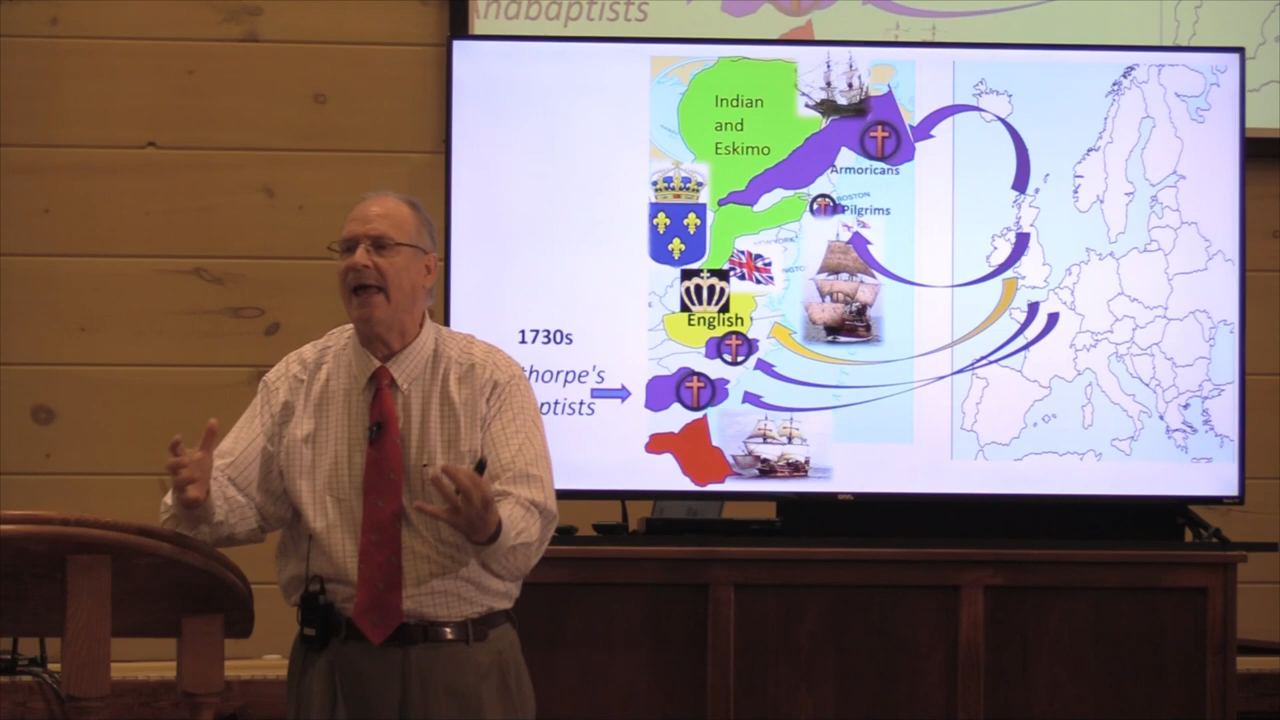 Anabaptists
Indian
and
Eskimo
Armoricans
BOSTON
Pilgrims
English
1730s
thorpe's
ptists